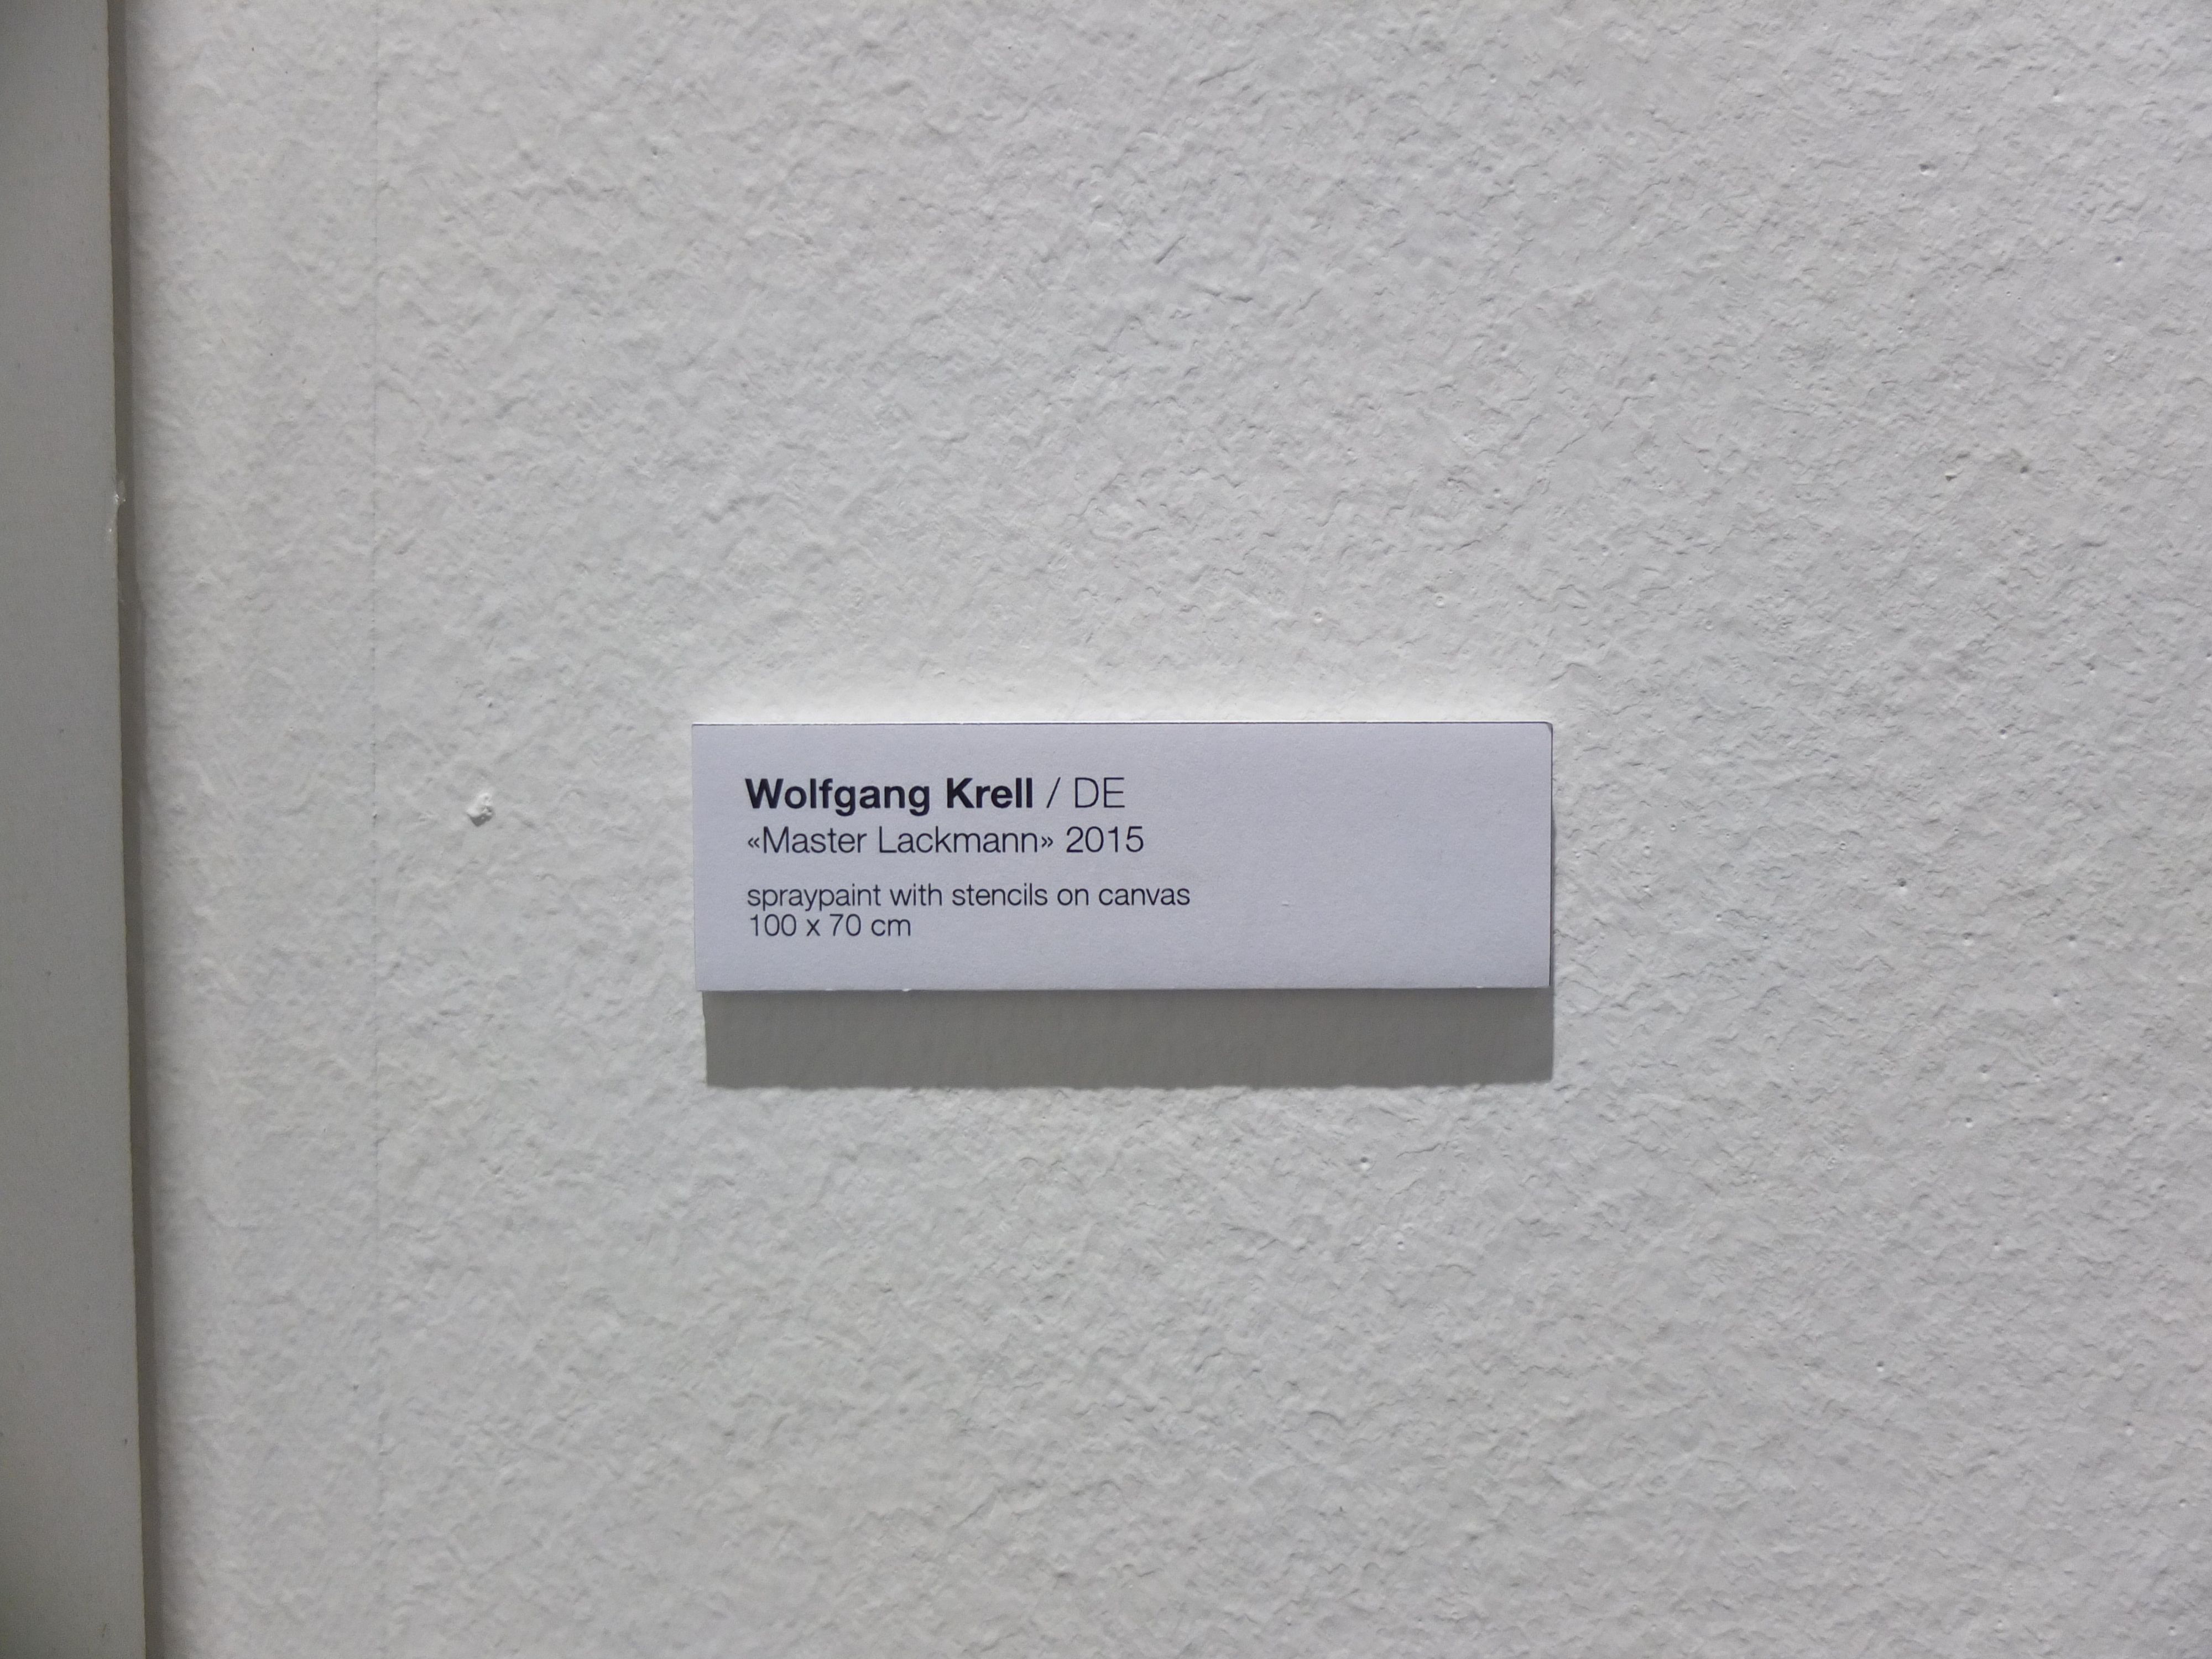 Wolfgang Krell / DE
«Master Lackmann» 2015
spraypaint with stencils on canvas
100 x 70 cm